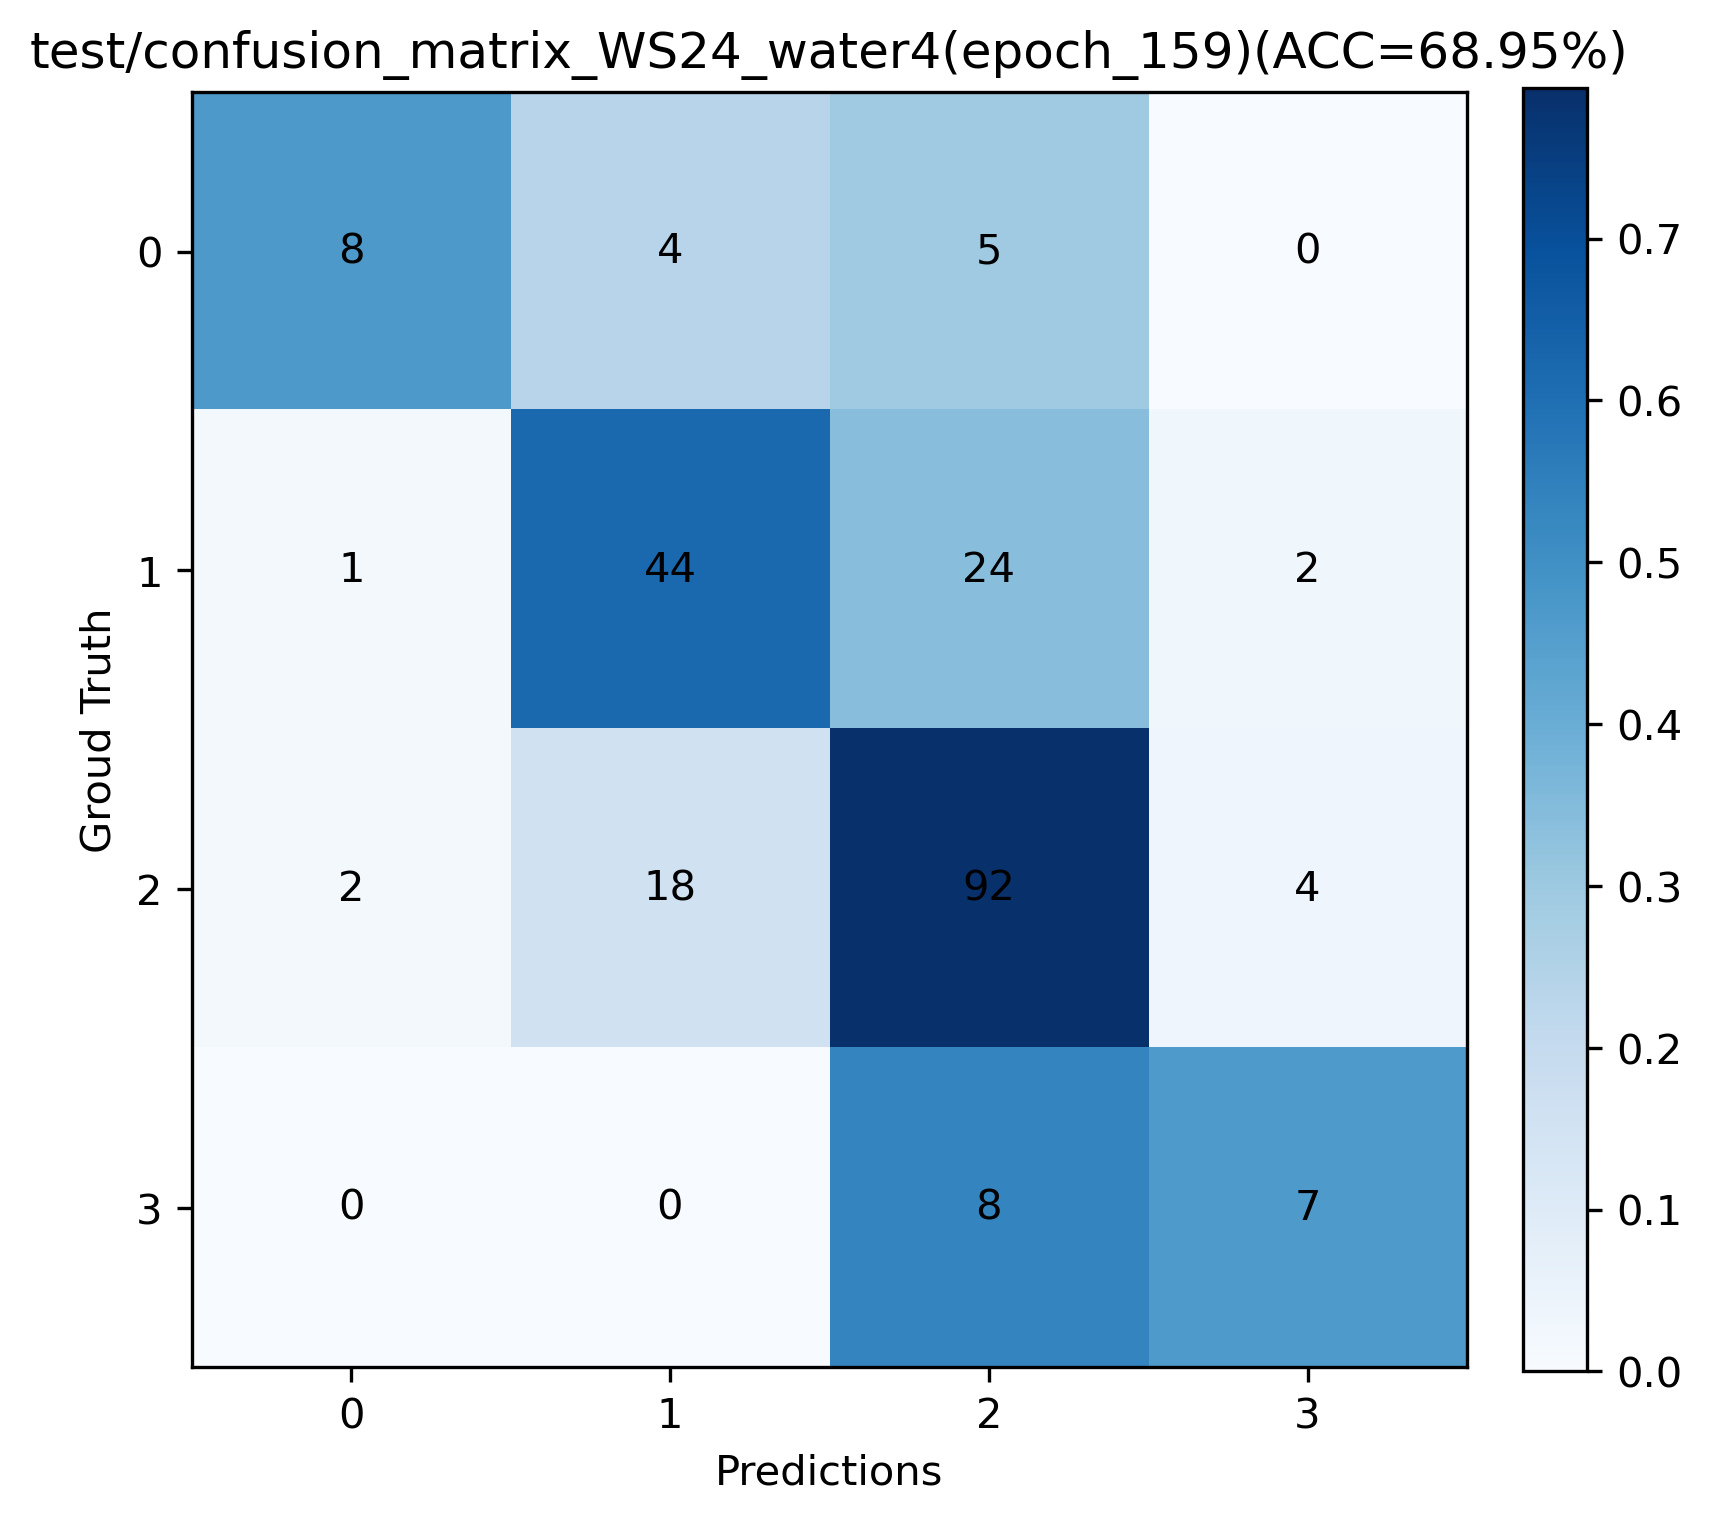 test/confusion_matrix_WS24_water4(epoch_159)(ACC=68.95%)
0 8 4 5 0
1 1 44 24 2
2 2 18 92 4
3 0 0 8 7
0 1 2 3
Groud Truth
Predictions
0.7
0.6
0.5
0.4
0.3
0.2
0.1
0.0